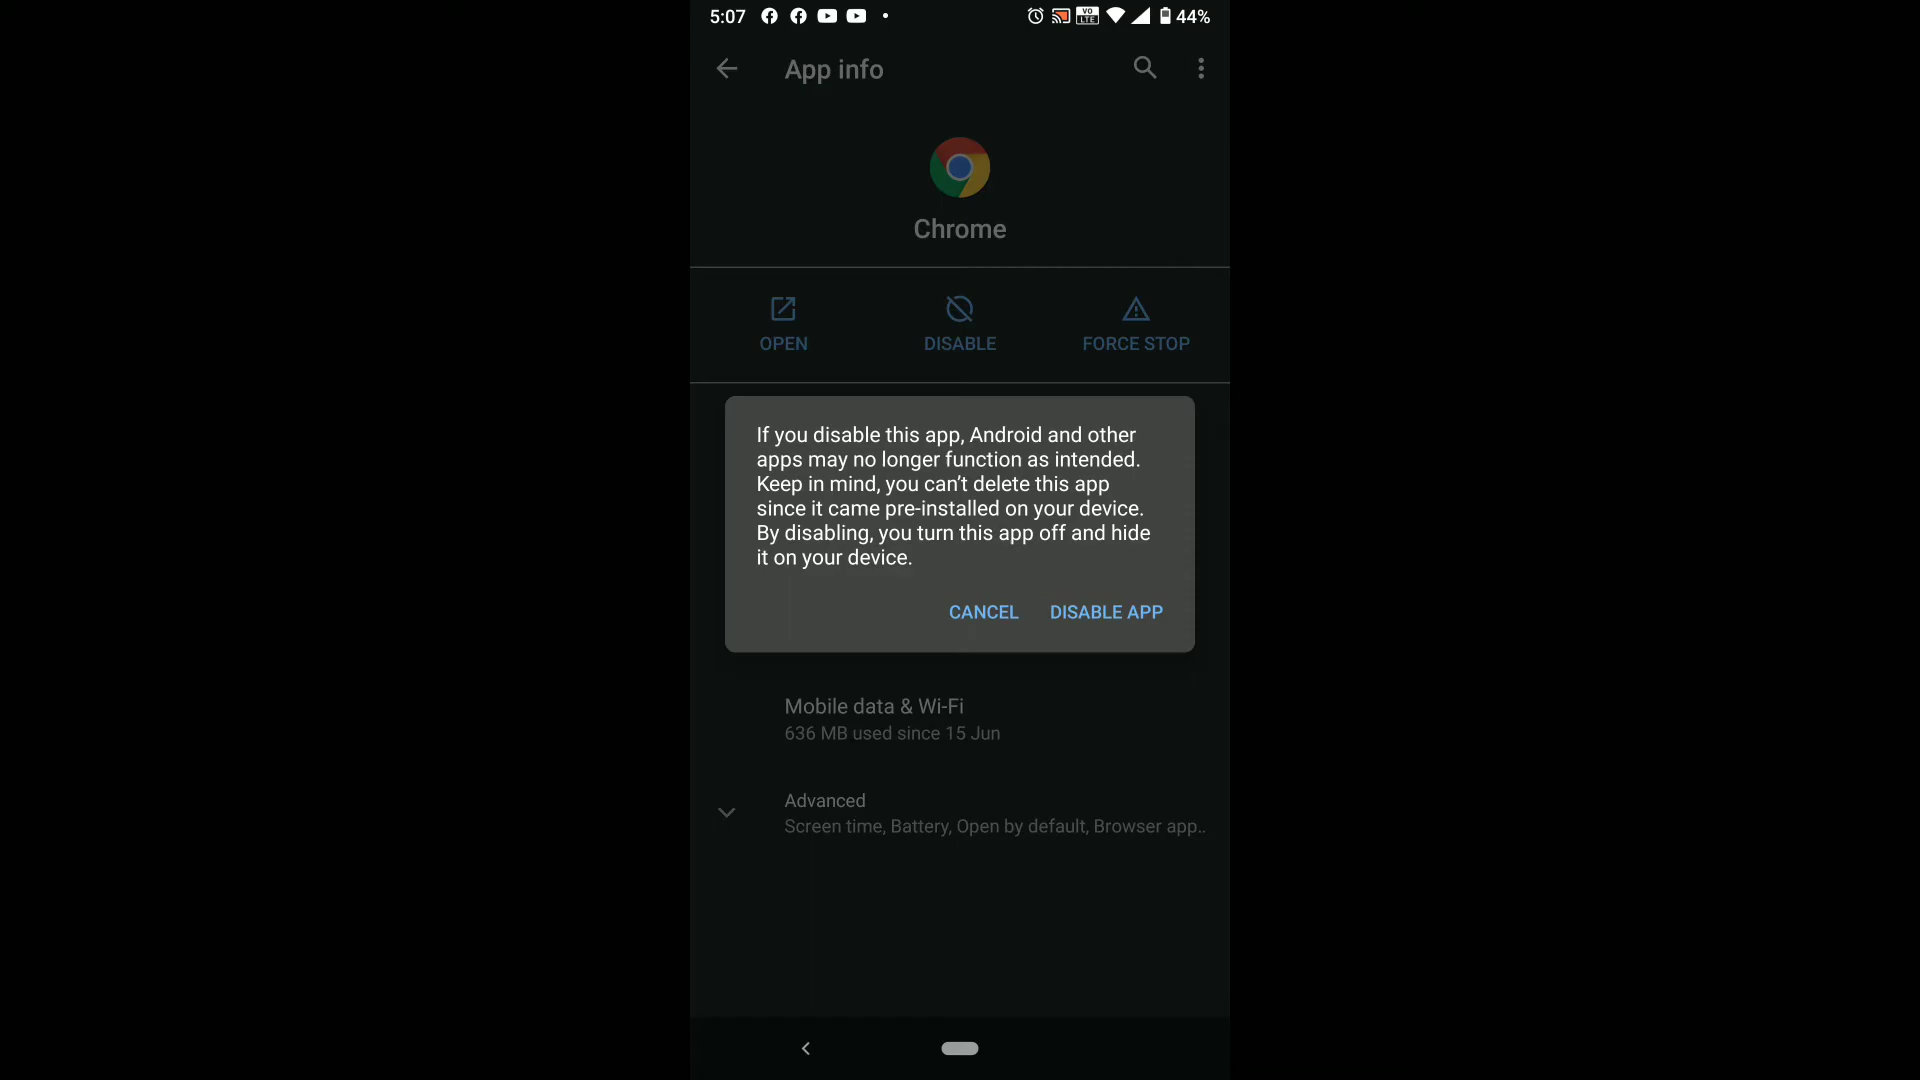 5:07
VO
LTE
44%
App info
Chrome
OPEN
DISABLE
FORCE STOP
If you disable this app, Android and other
apps may no longer function as intended.
Keep in mind, you can’t delete this app
since it came pre-installed on your device.
By disabling, you turn this app off and hide
it on your device.
CANCEL
DISABLE APP
Mobile data & Wi-Fi
636 MB used since 15 Jun
Advanced
Screen time, Battery, Open by default, Browser app..